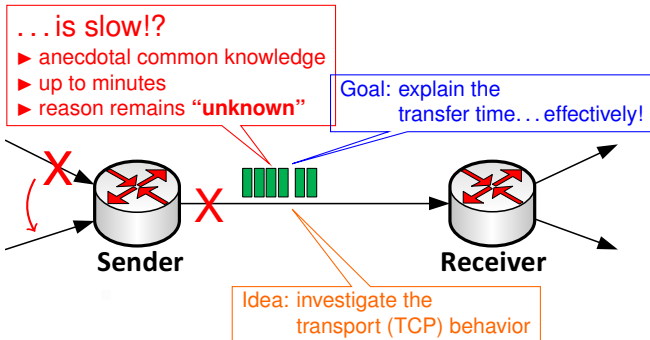 ...is slow!?
► anecdotal common knowledge
► up to minutes
► reason remains “unknown”
Goal: explain the
transfer time...effectively!
X
X
Sender
Receiver
Idea: investigate the
transport (TCP) behavior